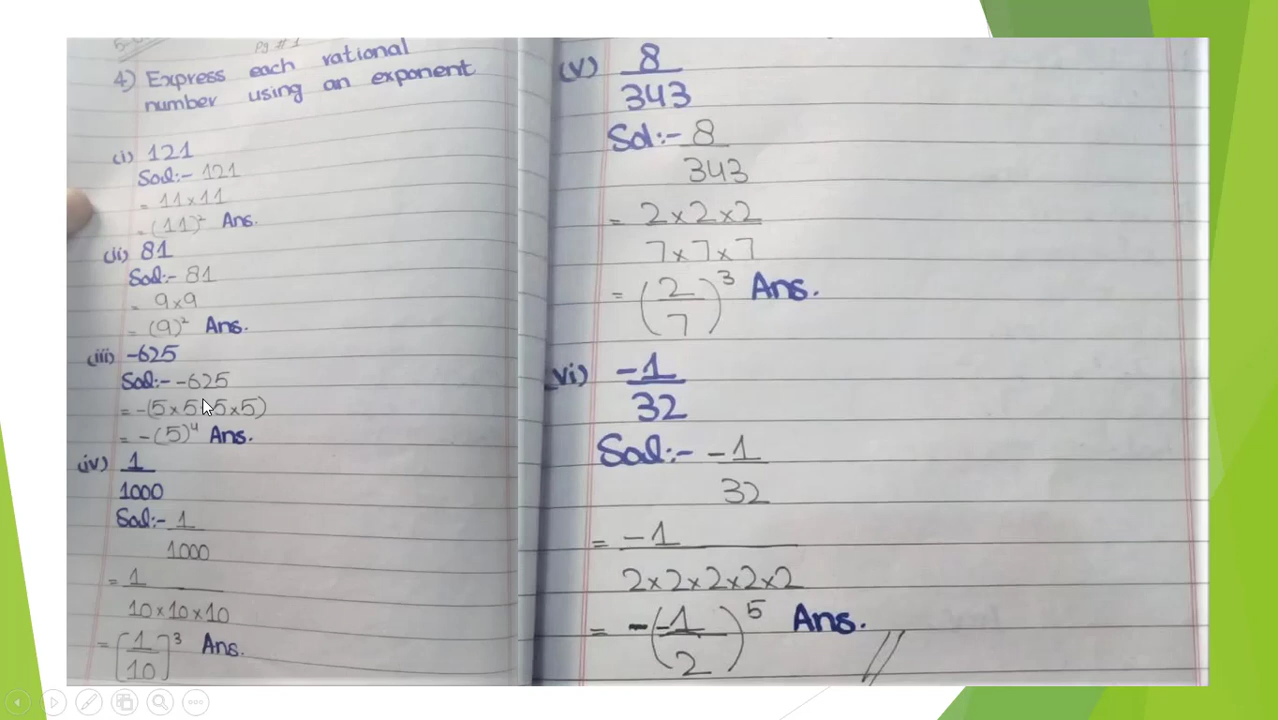 Pg # 1
4) Express each rational
number using an exponent
(i) 121
Sol:- 121
= 11×11
= (11)² Ans.
(ii) 81
Sol:- 81
= 9×9
= (9)² Ans.
(iii) -625
Sol:- -625
= -(5×5×5×5)
= -(5)⁴ Ans.
(iv) 1
1000
Sol:- 1
1000
= 1
10×10×10
= [1
10]³ Ans.
(v) 8
343
Sol:- 8
343
= 2×2×2
7×7×7
= (2
7)³ Ans.
vi) -1
32
Sol:- -1
32
= -1
2×2×2×2×2
= -(-1
2)⁵ Ans.